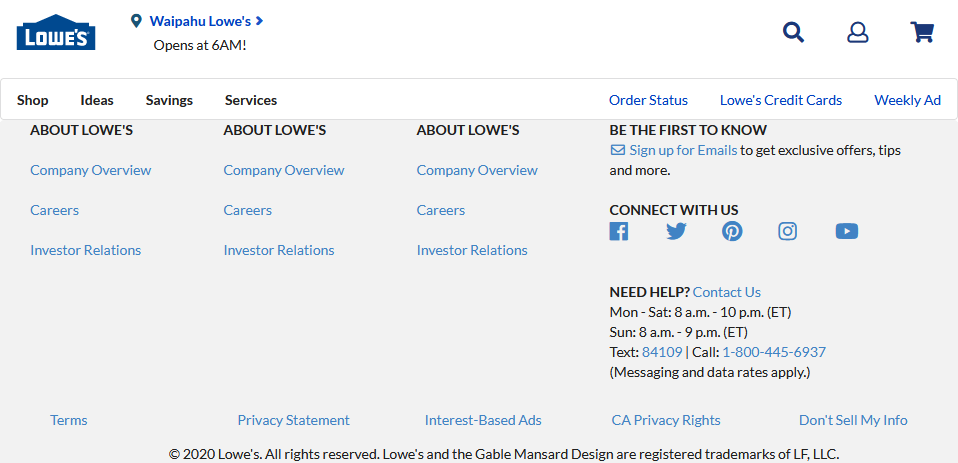 LOWE'S
Waipahu Lowe's
Opens at 6AM!
Shop Ideas Savings Services Order Status Lowe's Credit Cards Weekly Ad
ABOUT LOWE'S
Company Overview
Careers
Investor Relations
ABOUT LOWE'S
Company Overview
Careers
Investor Relations
ABOUT LOWE'S
Company Overview
Careers
Investor Relations
BE THE FIRST TO KNOW
Sign up for Emails to get exclusive offers, tips
and more.
CONNECT WITH US
NEED HELP? Contact Us
Mon - Sat: 8 a.m. - 10 p.m. (ET)
Sun: 8 a.m. - 9 p.m. (ET)
Text: 84109 | Call: 1-800-445-6937
(Messaging and data rates apply.)
Terms Privacy Statement Interest-Based Ads CA Privacy Rights Don't Sell My Info
© 2020 Lowe's. All rights reserved. Lowe's and the Gable Mansard Design are registered trademarks of LF, LLC.